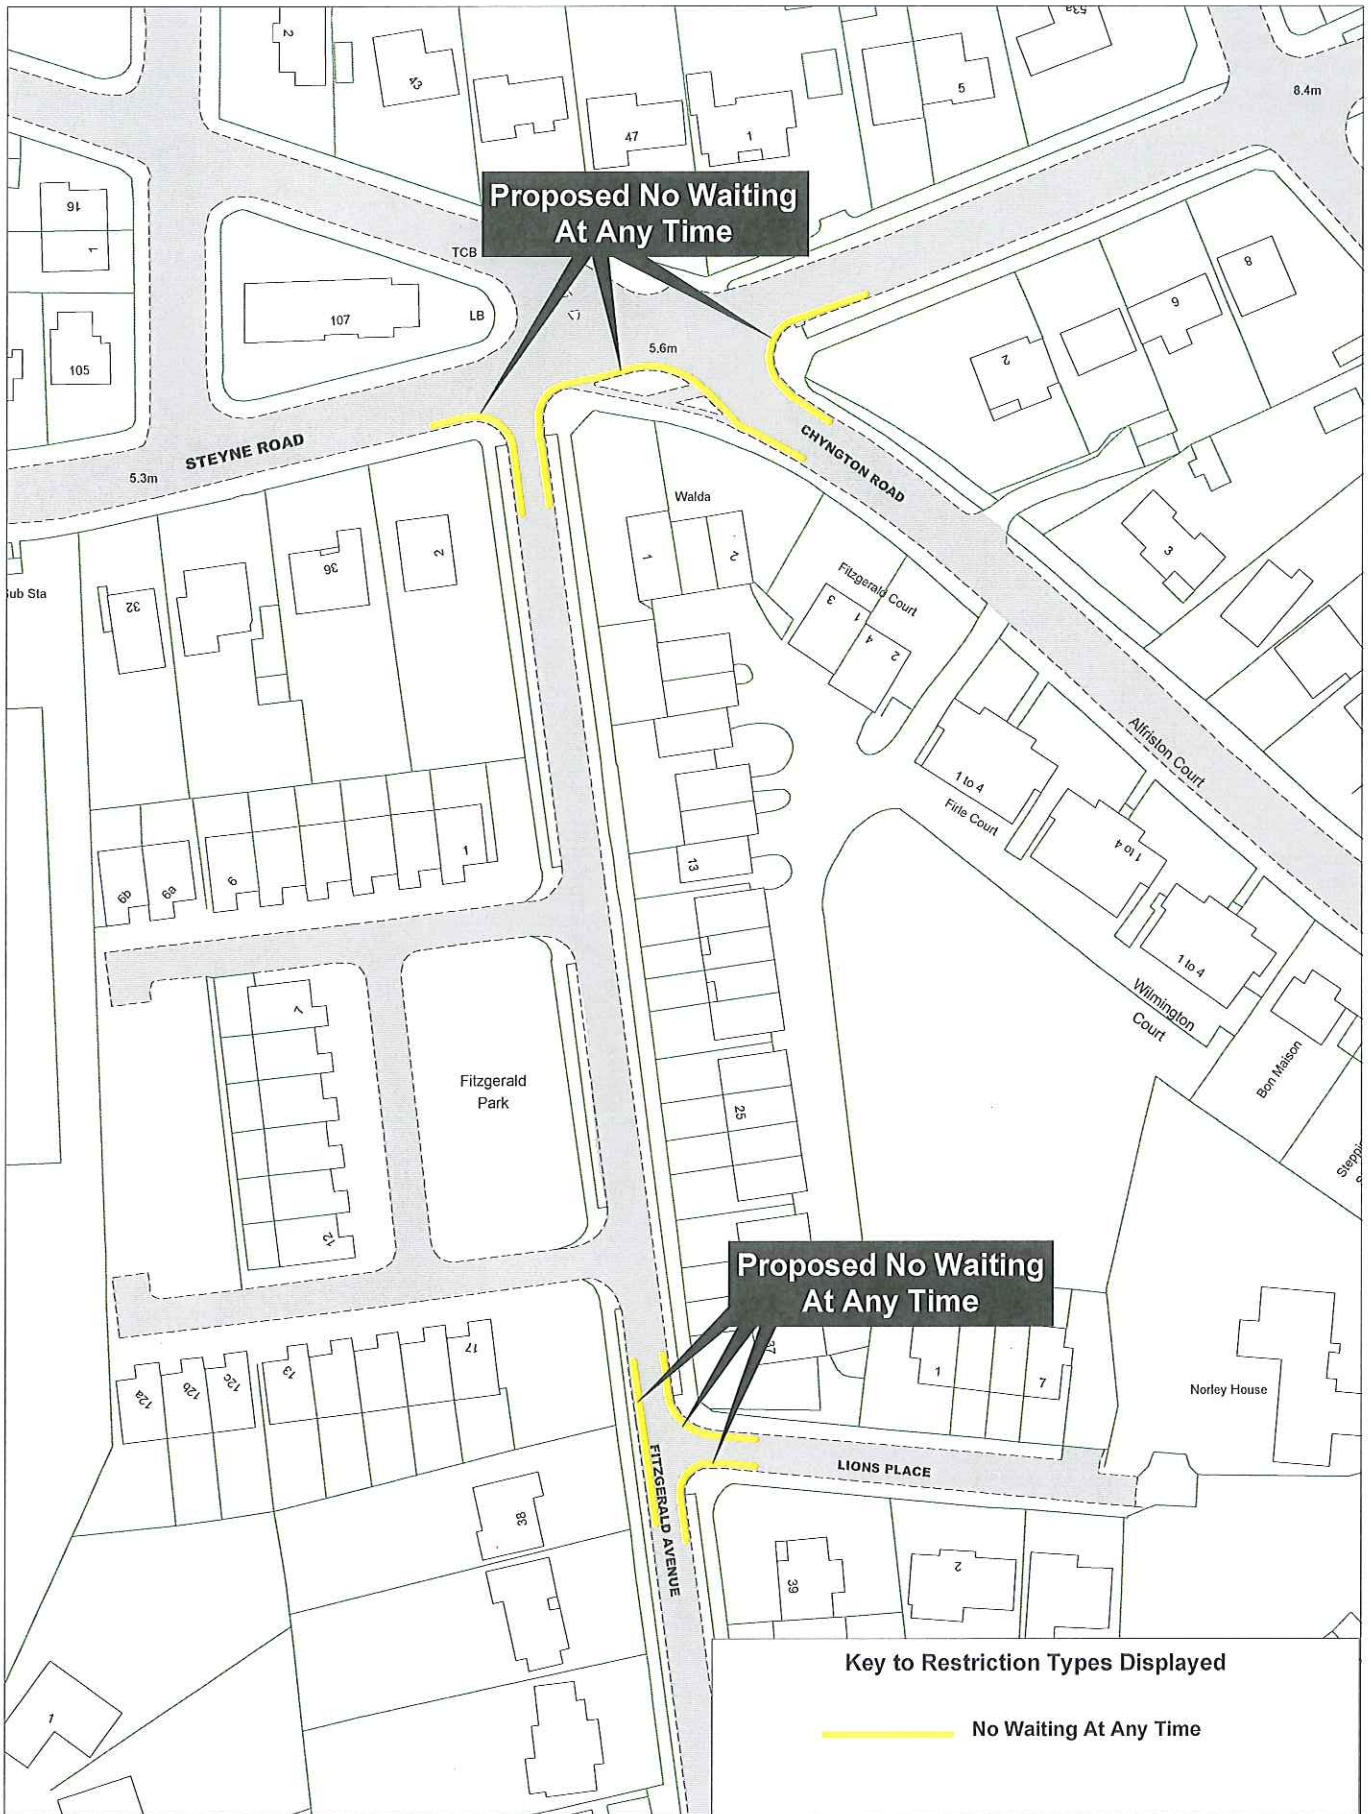 2
43
47
1
5
53a
8.4m
Proposed No Waiting
At Any Time
16
1
TCB
LB
107
105
5.6m
8
6
2
STEYNE ROAD
5.3m
CHYNGTON ROAD
Walda
1
2
36
2
32
3
Fitzgerald Court
3
1
4
2
Alfriston Court
1 to 4
Firle Court
1 to 4
1 to 4
Wilmington
Court
Bon Maison
13
6b
6a
6
1
7
Fitzgerald
Park
25
12
Proposed No Waiting
At Any Time
37
1
7
Norley House
12a
12b
12c
13
17
LIONS PLACE
FITZGERALD AVENUE
38
39
2
1
Key to Restriction Types Displayed
No Waiting At Any Time